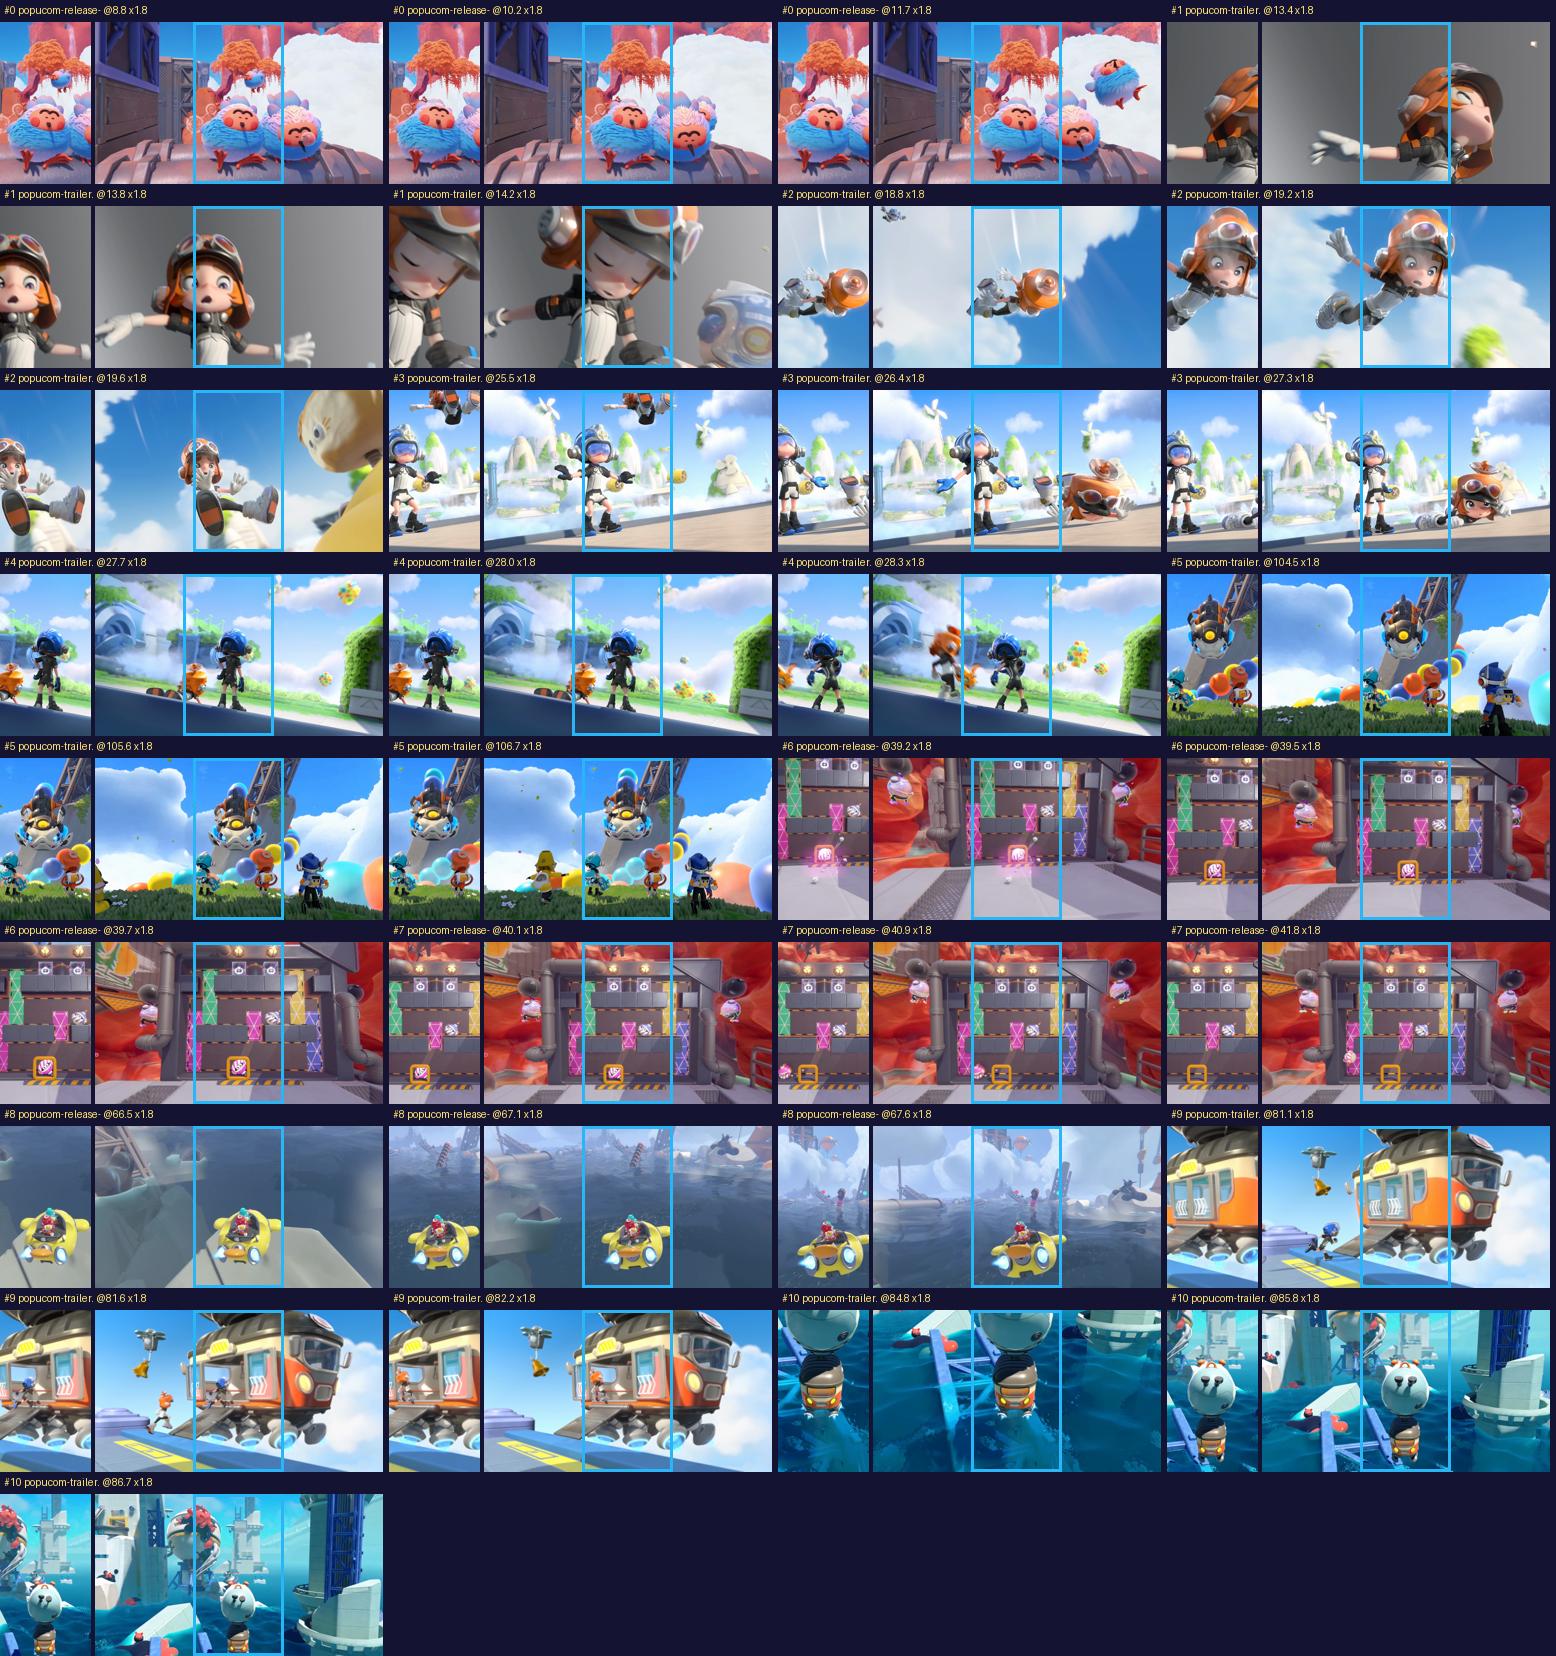 #0 popucom-release- @8.8 x1.8
#0 popucom-release- @10.2 x1.8
#0 popucom-release- @11.7 x1.8
#1 popucom-trailer. @13.4 x1.8
#1 popucom-trailer. @13.8 x1.8
#1 popucom-trailer. @14.2 x1.8
#2 popucom-trailer. @18.8 x1.8
#2 popucom-trailer. @19.2 x1.8
#2 popucom-trailer. @19.6 x1.8
#3 popucom-trailer. @25.5 x1.8
#3 popucom-trailer. @26.4 x1.8
#3 popucom-trailer. @27.3 x1.8
#4 popucom-trailer. @27.7 x1.8
#4 popucom-trailer. @28.0 x1.8
#4 popucom-trailer. @28.3 x1.8
#5 popucom-trailer. @104.5 x1.8
#5 popucom-trailer. @105.6 x1.8
#5 popucom-trailer. @106.7 x1.8
#6 popucom-release- @39.2 x1.8
#6 popucom-release- @39.5 x1.8
#6 popucom-release- @39.7 x1.8
#7 popucom-release- @40.1 x1.8
#7 popucom-release- @40.9 x1.8
#7 popucom-release- @41.8 x1.8
#8 popucom-release- @66.5 x1.8
#8 popucom-release- @67.1 x1.8
#8 popucom-release- @67.6 x1.8
#9 popucom-trailer. @81.1 x1.8
#9 popucom-trailer. @81.6 x1.8
#9 popucom-trailer. @82.2 x1.8
#10 popucom-trailer. @84.8 x1.8
#10 popucom-trailer. @85.8 x1.8
#10 popucom-trailer. @86.7 x1.8